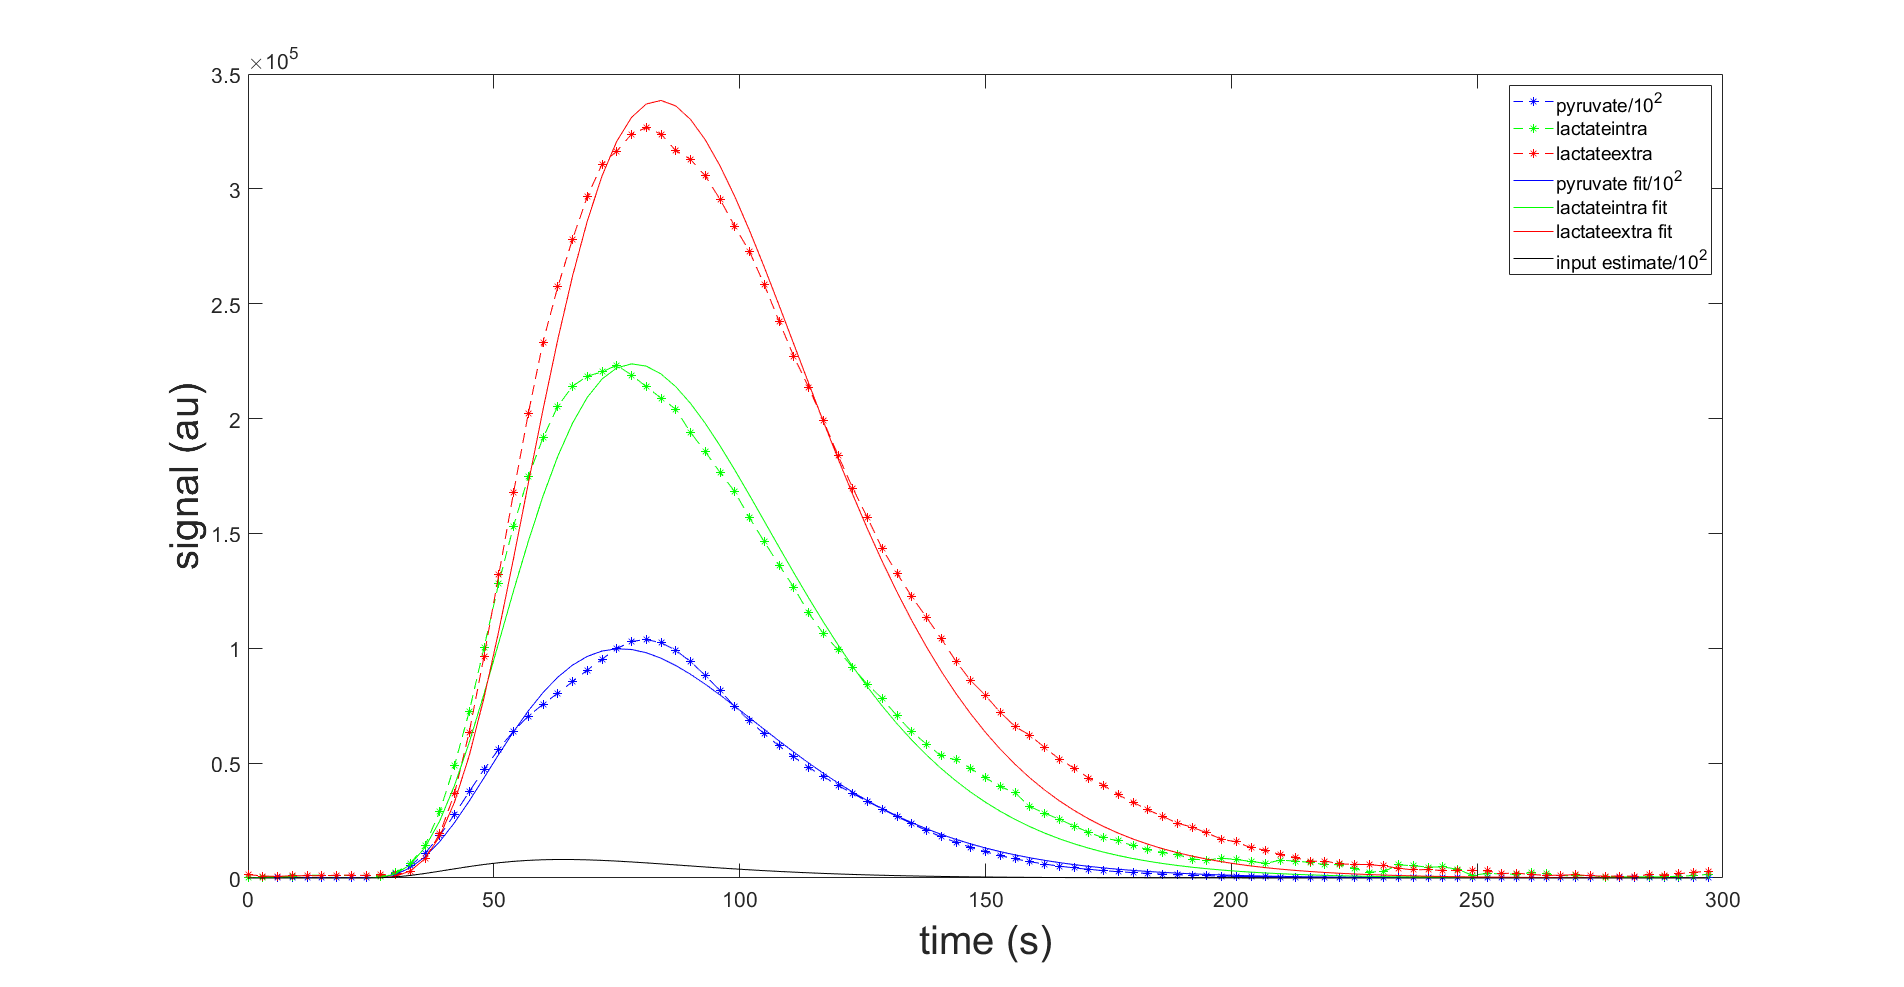 ×10^5
3.5
3
2.5
2
1.5
1
0.5
0
signal (au)
0 50 100 150 200 250 300
time (s)
pyruvate/10^2
lactateintra
lactateextra
pyruvate fit/10^2
lactateintra fit
lactateextra fit
input estimate/10^2